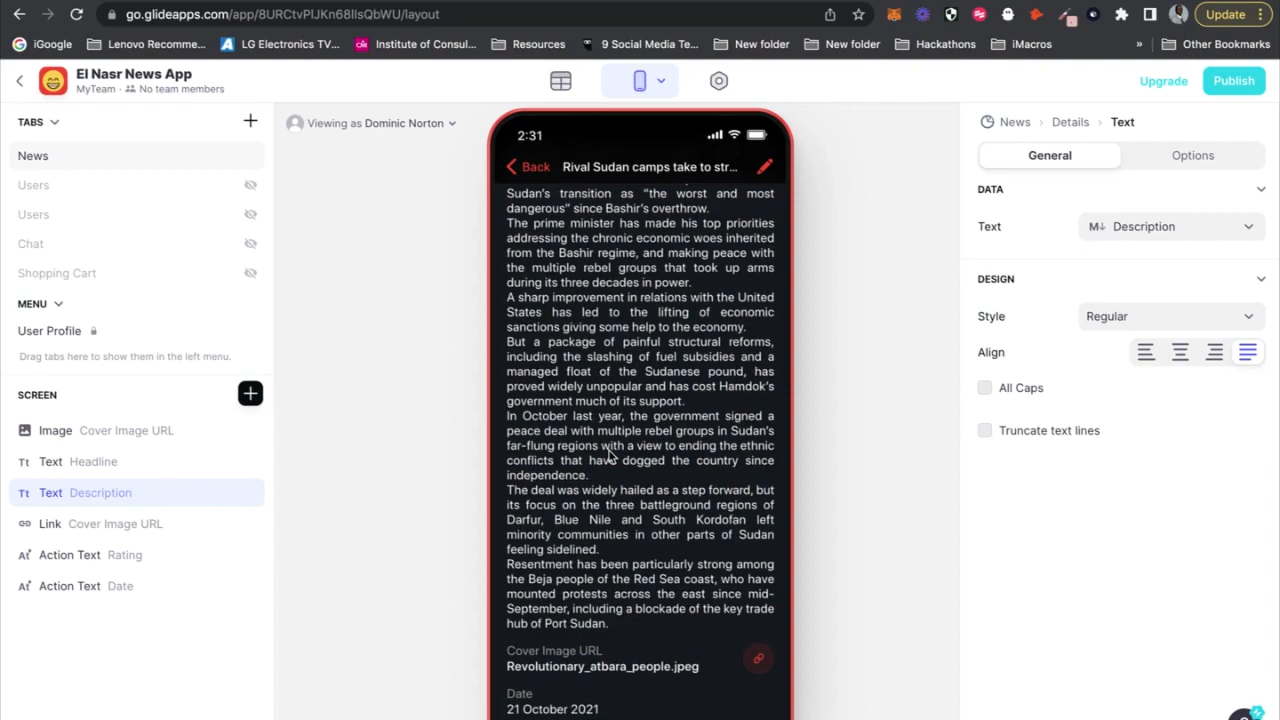 go.glideapps.com/app/8URCtvPlJKn68llsQbWU/layout
Update
iGoogle
Lenovo Recomme...
LG Electronics TV...
Institute of Consul...
Resources
9 Social Media Te...
New folder
New folder
Hackathons
iMacros
»
Other Bookmarks
El Nasr News App
MyTeam · No team members
Upgrade
Publish
TABS
News
Users
Users
Chat
Shopping Cart
MENU
User Profile
Drag tabs here to show them in the left menu.
SCREEN
Image Cover Image URL
Text Headline
Text Description
Link Cover Image URL
Action Text Rating
Action Text Date
Viewing as Dominic Norton
2:31
Back
Rival Sudan camps take to str...
Sudan's transition as "the worst and most
dangerous" since Bashir's overthrow.
The prime minister has made his top priorities
addressing the chronic economic woes inherited
from the Bashir regime, and making peace with
the multiple rebel groups that took up arms
during its three decades in power.
A sharp improvement in relations with the United
States has led to the lifting of economic
sanctions giving some help to the economy.
But a package of painful structural reforms,
including the slashing of fuel subsidies and a
managed float of the Sudanese pound, has
proved widely unpopular and has cost Hamdok's
government much of its support.
In October last year, the government signed a
peace deal with multiple rebel groups in Sudan's
far-flung regions with a view to ending the ethnic
conflicts that have dogged the country since
independence.
The deal was widely hailed as a step forward, but
its focus on the three battleground regions of
Darfur, Blue Nile and South Kordofan left
minority communities in other parts of Sudan
feeling sidelined.
Resentment has been particularly strong among
the Beja people of the Red Sea coast, who have
mounted protests across the east since mid-
September, including a blockade of the key trade
hub of Port Sudan.
Cover Image URL
Revolutionary_atbara_people.jpeg
Date
21 October 2021
News › Details › Text
General
Options
DATA
Text
Description
DESIGN
Style
Regular
Align
All Caps
Truncate text lines